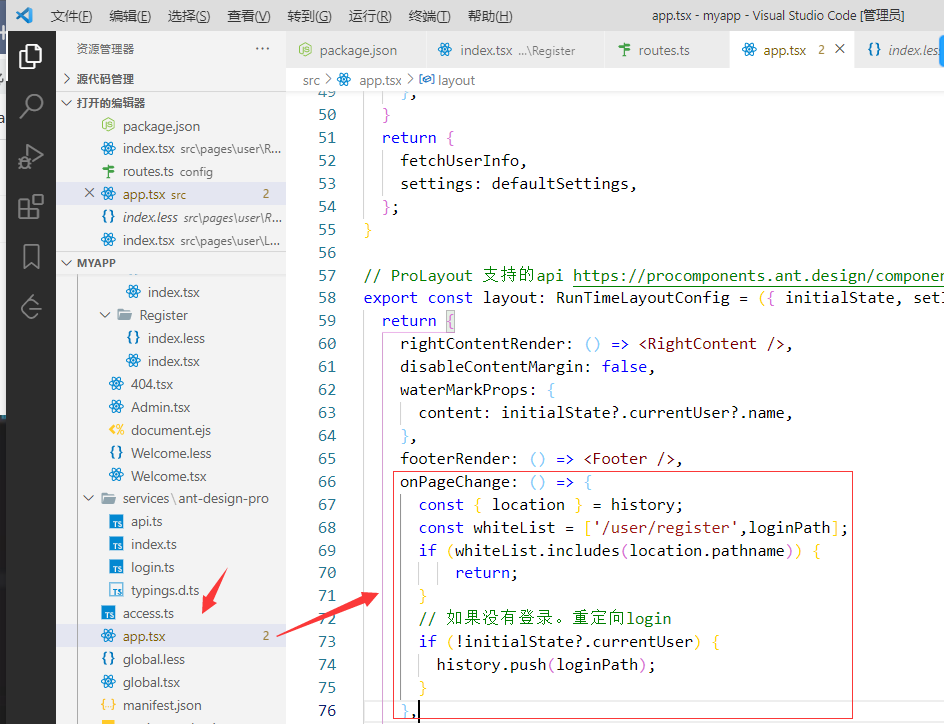 文件(F) 编辑(E) 选择(S) 查看(V) 转到(G) 运行(R) 终端(T) 帮助(H) app.tsx - myapp - Visual Studio Code [管理员]
资源管理器 ···
源代码管理
打开的编辑器
package.json
index.tsx src\pages\user\R...
routes.ts config
app.tsx src 2
index.less src\pages\user\R...
index.tsx src\pages\user\L...
MYAPP
index.tsx
Register
index.less
index.tsx
404.tsx
Admin.tsx
document.ejs
Welcome.less
Welcome.tsx
services\ant-design-pro
api.ts
index.ts
login.ts
typings.d.ts
access.ts
app.tsx 2
global.less
global.tsx
manifest.json
package.json index.tsx ...\Register routes.ts app.tsx 2 index.les
src > app.tsx > layout
49 };
50 }
51 return {
52 fetchUserInfo,
53 settings: defaultSettings,
54 };
55 }
56
57 // ProLayout 支持的api https://procomponents.ant.design/componen
58 export const layout: RunTimeLayoutConfig = ({ initialState, setI
59 return {
60 rightContentRender: () => <RightContent />,
61 disableContentMargin: false,
62 waterMarkProps: {
63 content: initialState?.currentUser?.name,
64 },
65 footerRender: () => <Footer />,
66 onPageChange: () => {
67 const { location } = history;
68 const whiteList = ['/user/register',loginPath];
69 if (whiteList.includes(location.pathname)) {
70 return;
71 }
72 // 如果没有登录。重定向login
73 if (!initialState?.currentUser) {
74 history.push(loginPath);
75 }
76 },